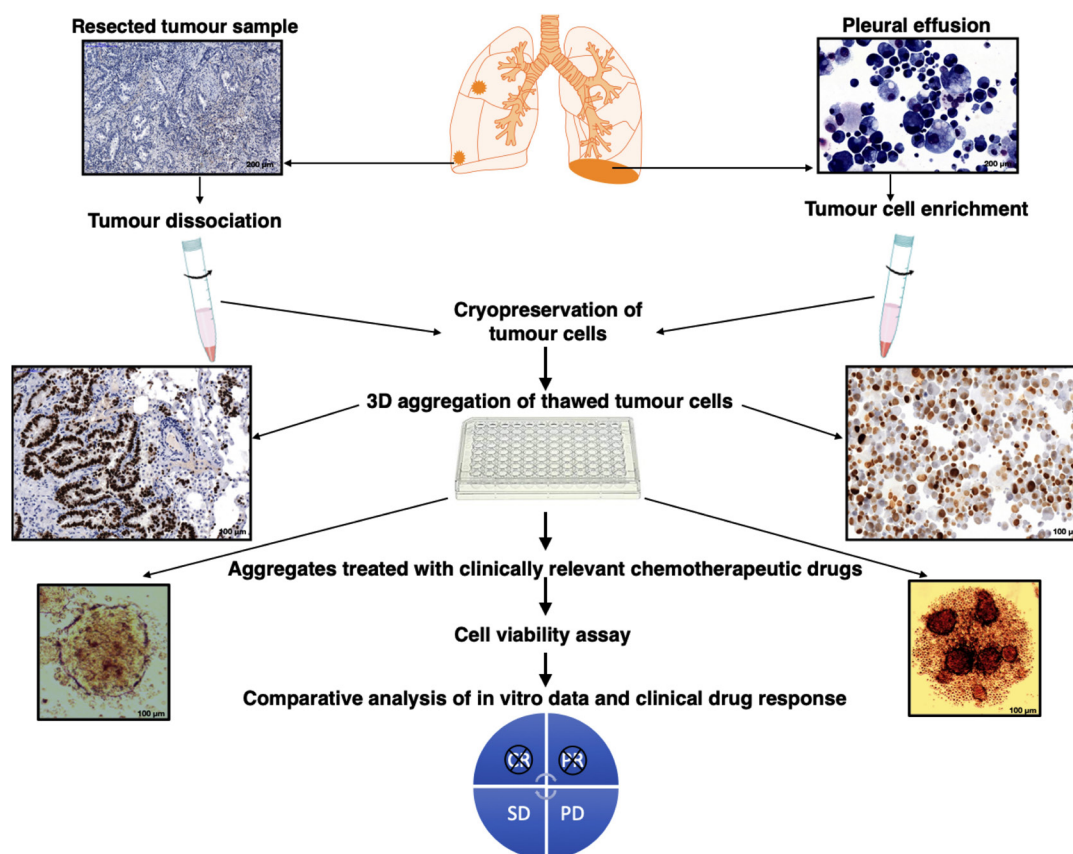 Resected tumour sample
Pleural effusion
200 µm
200 µm
Tumour dissociation
Tumour cell enrichment
Cryopreservation of
tumour cells
3D aggregation of thawed tumour cells
100 µm
100 µm
Aggregates treated with clinically relevant chemotherapeutic drugs
Cell viability assay
Comparative analysis of in vitro data and clinical drug response
100 µm
100 µm
CR
PR
SD
PD